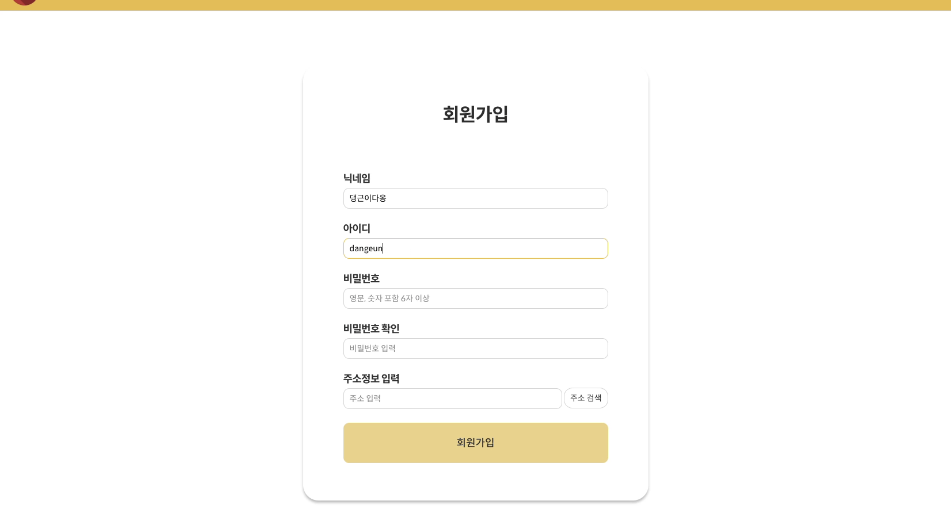 회원가입
닉네임
댕근이다옹
아이디
dangeun
비밀번호
영문, 숫자 포함 6자 이상
비밀번호 확인
비밀번호 입력
주소정보 입력
주소 입력
주소 검색
회원가입